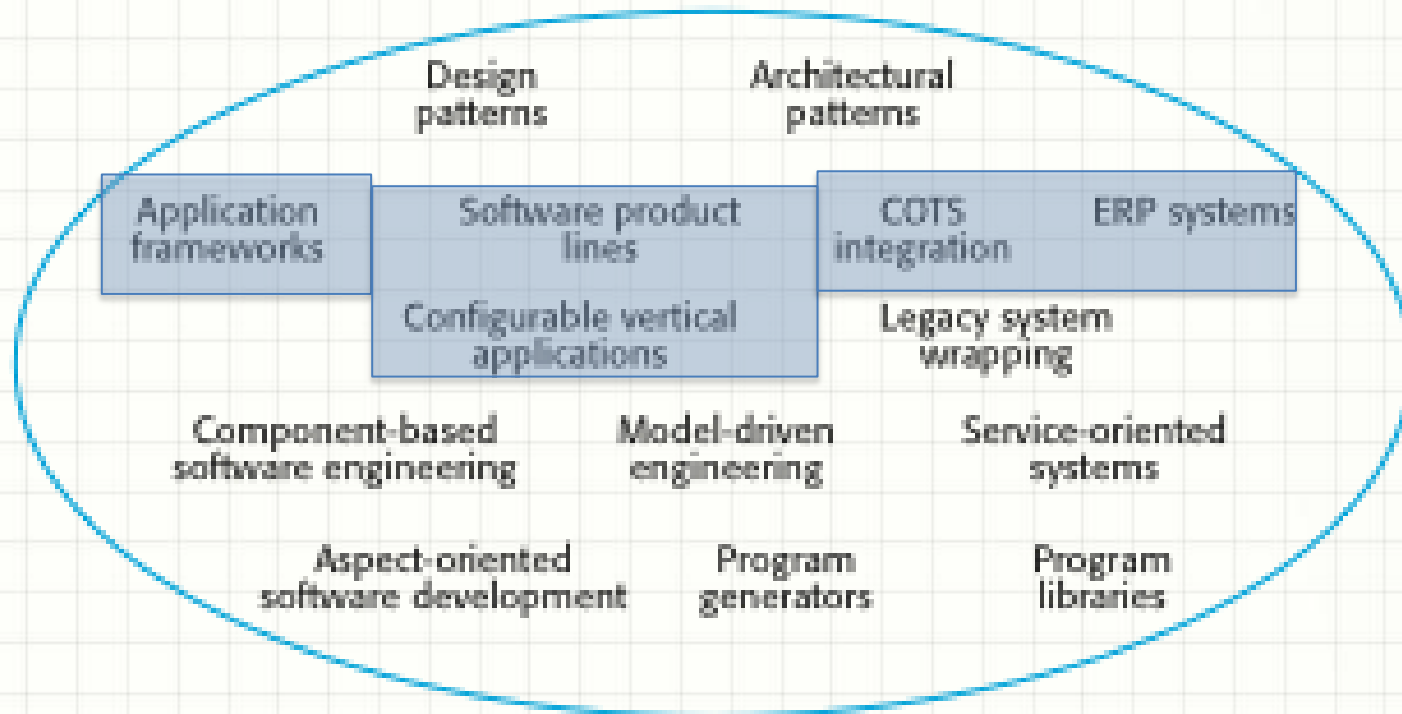 Design Architectural
patterns patterns
Application Software product COTS ERP systems
frameworks lines integration
Configurable vertical Legacy system
applications wrapping
Component-based Model-driven Service-oriented
software engineering engineering systems
Aspect-oriented Program Program
software development generators libraries